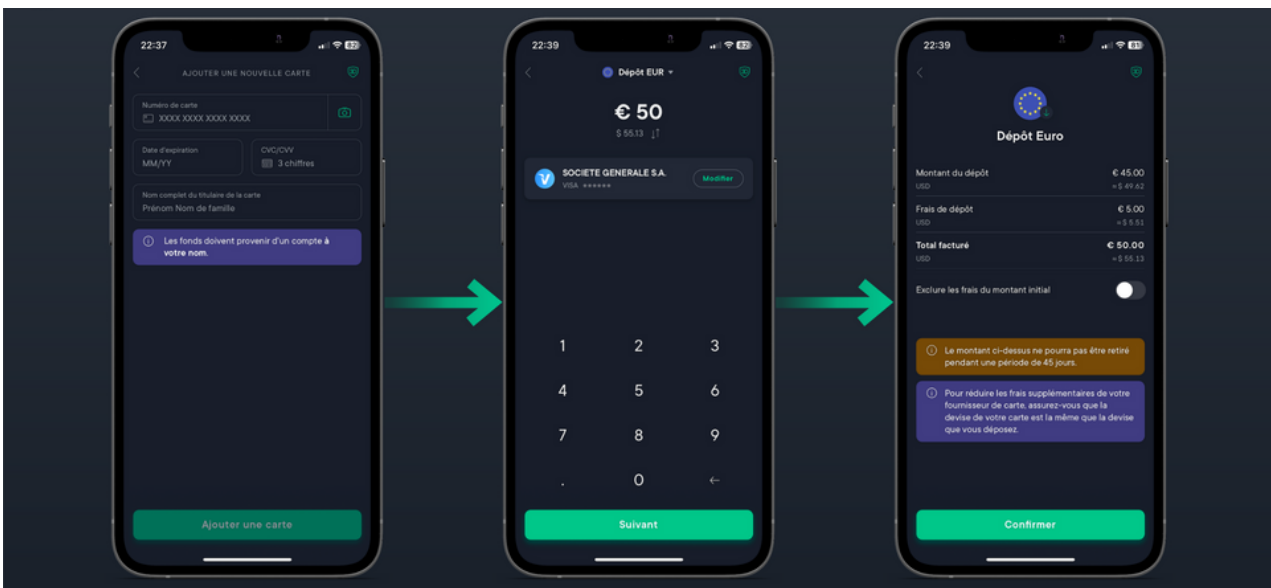 22:37
82
AJOUTER UNE NOUVELLE CARTE
Numéro de carte
XXXX XXXX XXXX XXXX
Date d'expiration
MM/YY
CVC/CVV
3 chiffres
Nom complet du titulaire de la carte
Prénom Nom de famille
Les fonds doivent provenir d'un compte à
votre nom.
Ajouter une carte
22:39
82
Dépôt EUR
€ 50
$ 55.13
SOCIETE GENERALE S.A.
VISA ••••••
Modifier
1 2 3
4 5 6
7 8 9
. 0 ←
Suivant
22:39
81
Dépôt Euro
Montant du dépôt € 45.00
USD ≈ $ 49.62
Frais de dépôt € 5.00
USD ≈ $ 5.51
Total facturé € 50.00
USD ≈ $ 55.13
Exclure les frais du montant initial
Le montant ci-dessus ne pourra pas être retiré
pendant une période de 45 jours.
Pour réduire les frais supplémentaires de votre
fournisseur de carte, assurez-vous que la
devise de votre carte est la même que la devise
que vous déposez.
Confirmer